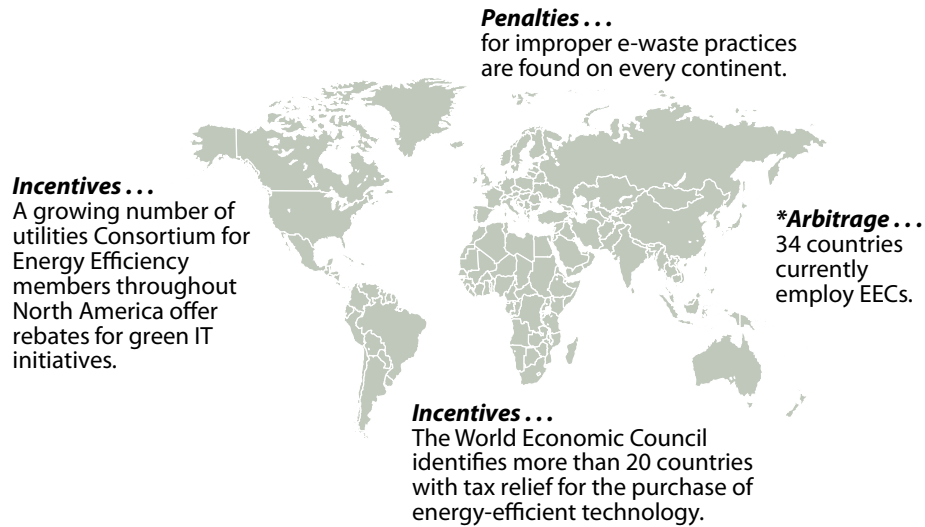 Penalties . . .
for improper e-waste practices
are found on every continent.
Incentives . . .
A growing number of
utilities Consortium for
Energy Efficiency
members throughout
North America offer
rebates for green IT
initiatives.
*Arbitrage . . .
34 countries
currently
employ EECs.
Incentives . . .
The World Economic Council
identifies more than 20 countries
with tax relief for the purchase of
energy-efficient technology.